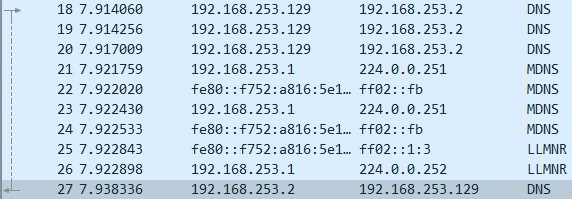 18 7.914060 192.168.253.129 192.168.253.2 DNS
19 7.914256 192.168.253.129 192.168.253.2 DNS
20 7.917009 192.168.253.129 192.168.253.2 DNS
21 7.921759 192.168.253.1 224.0.0.251 MDNS
22 7.922020 fe80::f752:a816:5e1… ff02::fb MDNS
23 7.922430 192.168.253.1 224.0.0.251 MDNS
24 7.922533 fe80::f752:a816:5e1… ff02::fb MDNS
25 7.922843 fe80::f752:a816:5e1… ff02::1:3 LLMNR
26 7.922898 192.168.253.1 224.0.0.252 LLMNR
27 7.938336 192.168.253.2 192.168.253.129 DNS